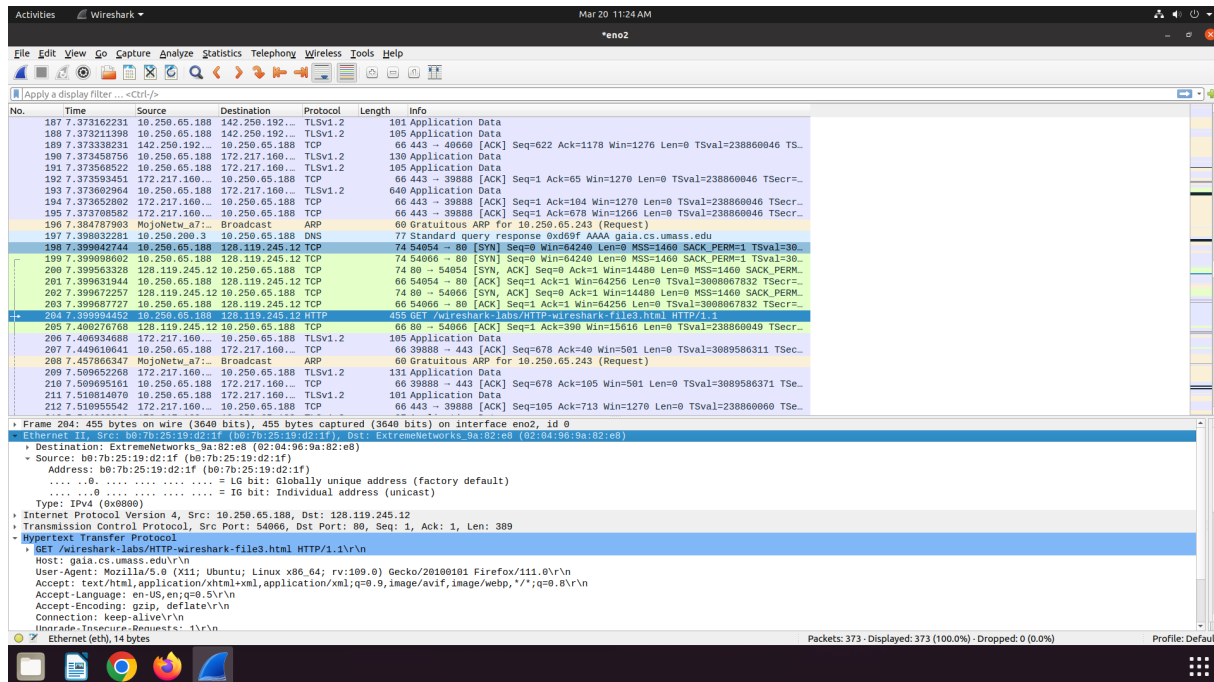 Activities Wireshark Mar 20 11:24 AM
*eno2
File Edit View Go Capture Analyze Statistics Telephony Wireless Tools Help
Apply a display filter … <Ctrl-/>
No. Time Source Destination Protocol Length Info
187 7.373162231 10.250.65.188 142.250.192.… TLSv1.2 101 Application Data
188 7.373211398 10.250.65.188 142.250.192.… TLSv1.2 105 Application Data
189 7.373338231 142.250.192.… 10.250.65.188 TCP 66 443 → 40660 [ACK] Seq=622 Ack=1178 Win=1276 Len=0 TSval=238860046 TS…
190 7.373458756 10.250.65.188 172.217.160.… TLSv1.2 130 Application Data
191 7.373568522 10.250.65.188 172.217.160.… TLSv1.2 105 Application Data
192 7.373593451 172.217.160.… 10.250.65.188 TCP 66 443 → 39888 [ACK] Seq=1 Ack=65 Win=1270 Len=0 TSval=238860046 TSecr=…
193 7.373602964 10.250.65.188 172.217.160.… TLSv1.2 640 Application Data
194 7.373652802 172.217.160.… 10.250.65.188 TCP 66 443 → 39888 [ACK] Seq=1 Ack=104 Win=1270 Len=0 TSval=238860046 TSecr…
195 7.373708582 172.217.160.… 10.250.65.188 TCP 66 443 → 39888 [ACK] Seq=1 Ack=678 Win=1266 Len=0 TSval=238860046 TSecr…
196 7.384787903 MojoNetw_a7:… Broadcast ARP 60 Gratuitous ARP for 10.250.65.243 (Request)
197 7.398032281 10.250.200.3 10.250.65.188 DNS 77 Standard query response 0xd69f AAAA gaia.cs.umass.edu
198 7.399042744 10.250.65.188 128.119.245.12 TCP 74 54054 → 80 [SYN] Seq=0 Win=64240 Len=0 MSS=1460 SACK_PERM=1 TSval=30…
199 7.399098602 10.250.65.188 128.119.245.12 TCP 74 54066 → 80 [SYN] Seq=0 Win=64240 Len=0 MSS=1460 SACK_PERM=1 TSval=30…
200 7.399563328 128.119.245.12 10.250.65.188 TCP 74 80 → 54054 [SYN, ACK] Seq=0 Ack=1 Win=14480 Len=0 MSS=1460 SACK_PERM…
201 7.399631944 10.250.65.188 128.119.245.12 TCP 66 54054 → 80 [ACK] Seq=1 Ack=1 Win=64256 Len=0 TSval=3008067832 TSecr=…
202 7.399672257 128.119.245.12 10.250.65.188 TCP 74 80 → 54066 [SYN, ACK] Seq=0 Ack=1 Win=14480 Len=0 MSS=1460 SACK_PERM…
203 7.399687727 10.250.65.188 128.119.245.12 TCP 66 54066 → 80 [ACK] Seq=1 Ack=1 Win=64256 Len=0 TSval=3008067832 TSecr=…
204 7.399994452 10.250.65.188 128.119.245.12 HTTP 455 GET /wireshark-labs/HTTP-wireshark-file3.html HTTP/1.1
205 7.400276768 128.119.245.12 10.250.65.188 TCP 66 80 → 54066 [ACK] Seq=1 Ack=390 Win=15616 Len=0 TSval=238860049 TSecr…
206 7.406934688 172.217.160.… 10.250.65.188 TLSv1.2 105 Application Data
207 7.449610641 10.250.65.188 172.217.160.… TCP 66 39888 → 443 [ACK] Seq=678 Ack=40 Win=501 Len=0 TSval=3089586311 TSec…
208 7.457866347 MojoNetw_a7:… Broadcast ARP 60 Gratuitous ARP for 10.250.65.243 (Request)
209 7.509652268 172.217.160.… 10.250.65.188 TLSv1.2 131 Application Data
210 7.509695161 10.250.65.188 172.217.160.… TCP 66 39888 → 443 [ACK] Seq=678 Ack=105 Win=501 Len=0 TSval=3089586371 TSe…
211 7.510814070 10.250.65.188 172.217.160.… TLSv1.2 101 Application Data
212 7.510955542 172.217.160.… 10.250.65.188 TCP 66 443 → 39888 [ACK] Seq=105 Ack=713 Win=1270 Len=0 TSval=238860060 TSe…
Frame 204: 455 bytes on wire (3640 bits), 455 bytes captured (3640 bits) on interface eno2, id 0
Ethernet II, Src: b0:7b:25:19:d2:1f (b0:7b:25:19:d2:1f), Dst: ExtremeNetworks_9a:82:e8 (02:04:96:9a:82:e8)
Destination: ExtremeNetworks_9a:82:e8 (02:04:96:9a:82:e8)
Source: b0:7b:25:19:d2:1f (b0:7b:25:19:d2:1f)
Address: b0:7b:25:19:d2:1f (b0:7b:25:19:d2:1f)
.... ..0. .... .... .... .... = LG bit: Globally unique address (factory default)
.... ...0 .... .... .... .... = IG bit: Individual address (unicast)
Type: IPv4 (0x0800)
Internet Protocol Version 4, Src: 10.250.65.188, Dst: 128.119.245.12
Transmission Control Protocol, Src Port: 54066, Dst Port: 80, Seq: 1, Ack: 1, Len: 389
Hypertext Transfer Protocol
GET /wireshark-labs/HTTP-wireshark-file3.html HTTP/1.1\r\n
Host: gaia.cs.umass.edu\r\n
User-Agent: Mozilla/5.0 (X11; Ubuntu; Linux x86_64; rv:109.0) Gecko/20100101 Firefox/111.0\r\n
Accept: text/html,application/xhtml+xml,application/xml;q=0.9,image/avif,image/webp,*/*;q=0.8\r\n
Accept-Language: en-US,en;q=0.5\r\n
Accept-Encoding: gzip, deflate\r\n
Connection: keep-alive\r\n
Upgrade-Insecure-Requests: 1\r\n
Ethernet (eth), 14 bytes Packets: 373 · Displayed: 373 (100.0%) · Dropped: 0 (0.0%) Profile: Defau